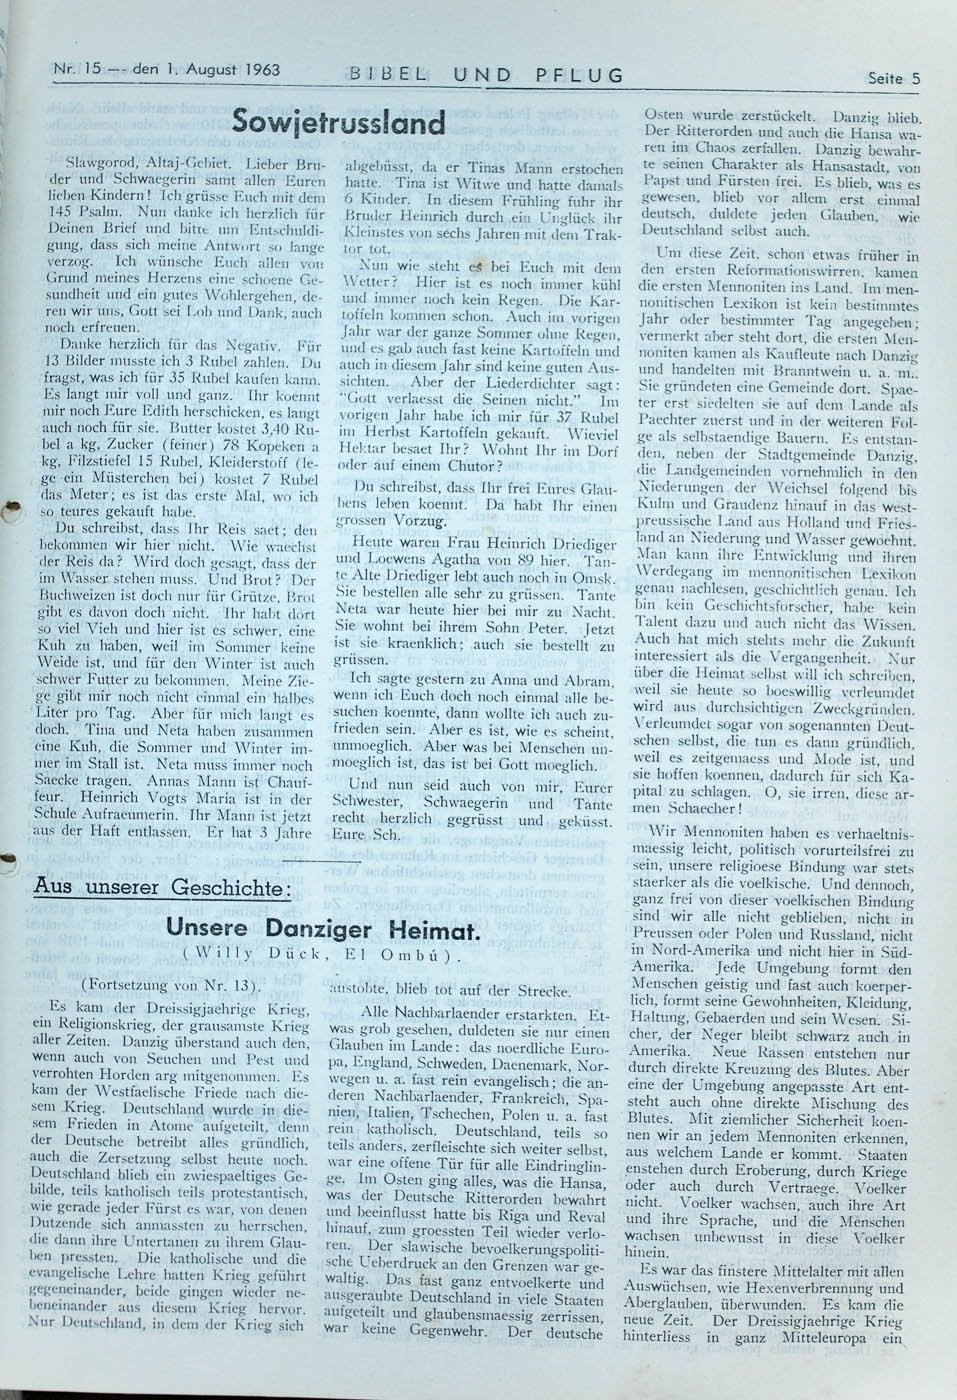 Nr. 15 — den 1. August 1963
BIBEL UND PFLUG
Seite 5
Sowjetrussland
Slawgorod, Altaj-Gebiet. Lieber Bru-
der und Schwaegerin samt allen Euren
lieben Kindern! Ich grüsse Euch mit dem
145 Psalm. Nun danke ich herzlich für
Deinen Brief und bitte um Entschuldi-
gung, dass sich meine Antwort so lange
verzog. Ich wünsche Euch allen von
Grund meines Herzens eine schoene Ge-
sundheit und ein gutes Wohlergehen, de-
ren wir uns, Gott sei Lob und Dank, auch
noch erfreuen.
Danke herzlich für das Negativ. Für
13 Bilder musste ich 3 Rubel zahlen. Du
fragst, was ich für 35 Rubel kaufen kann.
Es langt mir voll und ganz. Ihr koennt
mir noch Eure Edith herschicken, es langt
auch noch für sie. Butter kostet 3,40 Ru-
bel a kg, Zucker (feiner) 78 Kopeken a
kg, Filzstiefel 15 Rubel, Kleiderstoff (le-
ge ein Müsterchen bei) kostet 7 Rubel
das Meter; es ist das erste Mal, wo ich
so teures gekauft habe.
Du schreibst, dass Ihr Reis saet; den
bekommen wir hier nicht. Wie waechst
der Reis da? Wird doch gesagt, dass der
im Wasser stehen muss. Und Brot? Der
Buchweizen ist doch nur für Grütze, Brot
gibt es davon doch nicht. Ihr habt dort
so viel Vieh und hier ist es schwer, eine
Kuh zu haben, weil im Sommer keine
Weide ist, und für den Winter ist auch
schwer Futter zu bekommen. Meine Zie-
ge gibt mir noch nicht einmal ein halbes
Liter pro Tag. Aber für mich langt es
doch. Tina und Neta haben zusammen
eine Kuh, die Sommer und Winter im-
mer im Stall ist. Neta muss immer noch
Saecke tragen. Annas Mann ist Chauf-
feur. Heinrich Vogts Maria ist in der
Schule Aufraeumerin. Ihr Mann ist jetzt
aus der Haft entlassen. Er hat 3 Jahre
abgebüsst, da er Tinas Mann erstochen
hatte. Tina ist Witwe und hatte damals
6 Kinder. In diesem Frühling fuhr ihr
Bruder Heinrich durch ein Unglück ihr
Kleinstes von sechs Jahren mit dem Trak-
tor tot.
Nun wie steht es bei Euch mit dem
Wetter? Hier ist es noch immer kühl
und immer noch kein Regen. Die Kar-
toffeln kommen schon. Auch im vorigen
Jahr war der ganze Sommer ohne Regen,
und es gab auch fast keine Kartoffeln und
auch in diesem Jahr sind keine guten Aus-
sichten. Aber der Liederdichter sagt:
"Gott verlaesst die Seinen nicht." Im
vorigen Jahr habe ich mir für 37 Rubel
im Herbst Kartoffeln gekauft. Wieviel
Hektar besaet Ihr? Wohnt Ihr im Dorf
oder auf einem Chutor?
Du schreibst, dass Ihr frei Eures Glau-
bens leben koennt. Da habt Ihr einen
grossen Vorzug.
Heute waren Frau Heinrich Driediger
und Loewens Agatha von 89 hier. Tan-
te Alte Driediger lebt auch noch in Omsk.
Sie bestellen alle sehr zu grüssen. Tante
Neta war heute hier bei mir zu Nacht.
Sie wohnt bei ihrem Sohn Peter. Jetzt
ist sie kraenklich; auch sie bestellt zu
grüssen.
Ich sagte gestern zu Anna und Abram,
wenn ich Euch doch noch einmal alle be-
suchen koennte, dann wollte ich auch zu-
frieden sein. Aber es ist, wie es scheint,
unmoeglich. Aber was bei Menschen un-
moeglich ist, das ist bei Gott moeglich.
Und nun seid auch von mir, Eurer
Schwester, Schwaegerin und Tante
recht herzlich gegrüsst und geküsst.
Eure Sch.
Aus unserer Geschichte:
Unsere Danziger Heimat.
(Willy Dück, El Ombú).
(Fortsetzung von Nr. 13).
Es kam der Dreissigjaehrige Krieg,
ein Religionskrieg, der grausamste Krieg
aller Zeiten. Danzig überstand auch den,
wenn auch von Seuchen und Pest und
verrohten Horden arg mitgenommen. Es
kam der Westfaelische Friede nach die-
sem Krieg. Deutschland wurde in die-
sem Frieden in Atome aufgeteilt, denn
der Deutsche betreibt alles gründlich,
auch die Zersetzung selbst heute noch.
Deutschland blieb ein zwiespaeltiges Ge-
bilde, teils katholisch teils protestantisch,
wie gerade jeder Fürst es war, von denen
Dutzende sich anmassten zu herrschen,
die dann ihre Untertanen zu ihrem Glau-
ben pressten. Die katholische und die
evangelische Lehre hatten Krieg geführt
gegeneinander, beide gingen wieder ne-
beneinander aus diesem Krieg hervor.
Nur Deutschland, in dem der Krieg sich
austobte, blieb tot auf der Strecke.
Alle Nachbarlaender erstarkten. Et-
was grob gesehen, duldeten sie nur einen
Glauben im Lande: das noerdliche Euro-
pa, England, Schweden, Daenemark, Nor-
wegen u. a. fast rein evangelisch; die an-
deren Nachbarlaender, Frankreich, Spa-
nien, Italien, Tschechen, Polen u. a. fast
rein katholisch. Deutschland, teils so
teils anders, zerfleischte sich weiter selbst,
war eine offene Tür für alle Eindringlin-
ge. Im Osten ging alles, was die Hansa,
was der Deutsche Ritterorden bewahrt
und beeinflusst hatte bis Riga und Reval
hinauf, zum groessten Teil wieder verlo-
ren. Der slawische bevoelkerungspoliti-
sche Ueberdruck an den Grenzen war ge-
waltig. Das fast ganz entvoelkerte und
ausgeraubte Deutschland in viele Staaten
aufgeteilt und glaubensmaessig zerrissen,
war keine Gegenwehr. Der deutsche
Osten wurde zerstückelt. Danzig blieb.
Der Ritterorden und auch die Hansa wa-
ren im Chaos zerfallen. Danzig bewahr-
te seinen Charakter als Hansastadt, von
Papst und Fürsten frei. Es blieb, was es
gewesen, blieb vor allem erst einmal
deutsch, duldete jeden Glauben, wie
Deutschland selbst auch.
Um diese Zeit, schon etwas früher in
den ersten Reformationswirren, kamen
die ersten Mennoniten ins Land. Im men-
nonitischen Lexikon ist kein bestimmtes
Jahr oder bestimmter Tag angegeben;
vermerkt aber steht dort, die ersten Men-
noniten kamen als Kaufleute nach Danzig
und handelten mit Branntwein u. a. m..
Sie gründeten eine Gemeinde dort. Spae-
ter erst siedelten sie auf dem Lande als
Paechter zuerst und in der weiteren Fol-
ge als selbstaendige Bauern. Es entstan-
den, neben der Stadtgemeinde Danzig,
die Landgemeinden vornehmlich in den
Niederungen der Weichsel folgend bis
Kulm und Graudenz hinauf in das west-
preussische Land aus Holland und Fries-
land an Niederung und Wasser gewoehnt.
Man kann ihre Entwicklung und ihren
Werdegang im mennonitischen Lexikon
genau nachlesen, geschichtlich genau. Ich
bin kein Geschichtsforscher, habe kein
Talent dazu und auch nicht das Wissen.
Auch hat mich stehts mehr die Zukunft
interessiert als die Vergangenheit. Nur
über die Heimat selbst will ich schreiben,
weil sie heute so boeswillig verleumdet
wird aus durchsichtigen Zweckgründen.
Verleumdet sogar von sogenannten Deut-
schen selbst, die tun es dann gründlich,
weil es zeitgemaess und Mode ist, und
sie hoffen koennen, dadurch für sich Ka-
pital zu schlagen. O, sie irren, diese ar-
men Schaecher!
Wir Mennoniten haben es verhaeltnis-
maessig leicht, politisch vorurteilsfrei zu
sein, unsere religioese Bindung war stets
staerker als die voelkische. Und dennoch,
ganz frei von dieser voelkischen Bindung
sind wir alle nicht geblieben, nicht in
Preussen oder Polen und Russland, nicht
in Nord-Amerika und nicht hier in Süd-
Amerika. Jede Umgebung formt den
Menschen geistig und fast auch koerper-
lich, formt seine Gewohnheiten, Kleidung,
Haltung, Gebaerden und sein Wesen. Si-
cher, der Neger bleibt schwarz auch in
Amerika. Neue Rassen entstehen nur
durch direkte Kreuzung des Blutes. Aber
eine der Umgebung angepasste Art ent-
steht auch ohne direkte Mischung des
Blutes. Mit ziemlicher Sicherheit koen-
nen wir an jedem Mennoniten erkennen,
aus welchem Lande er kommt. Staaten
enstehen durch Eroberung, durch Kriege
oder auch durch Vertraege. Voelker
nicht. Voelker wachsen, auch ihre Art
und ihre Sprache, und die Menschen
wachsen unbewusst in diese Voelker
hinein.
Es war das finstere Mittelalter mit allen
Auswüchsen, wie Hexenverbrennung und
Aberglauben, überwunden. Es kam die
neue Zeit. Der Dreissigjaehrige Krieg
hinterliess in ganz Mitteleuropa ein